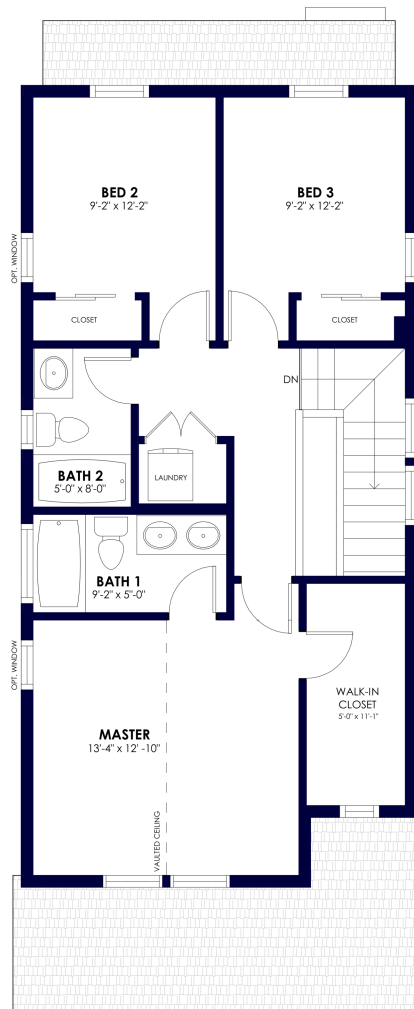 BED 2
9'-2" x 12'-2"
BED 3
9'-2" x 12'-2"
OPT. WINDOW
CLOSET
CLOSET
DN
BATH 2
5'-0" x 8'-0"
LAUNDRY
BATH 1
9'-2" x 5'-0"
OPT. WINDOW
WALK-IN
CLOSET
5'-0" x 11'-1"
MASTER
13'-4" x 12' -10"
VAULTED CEILING